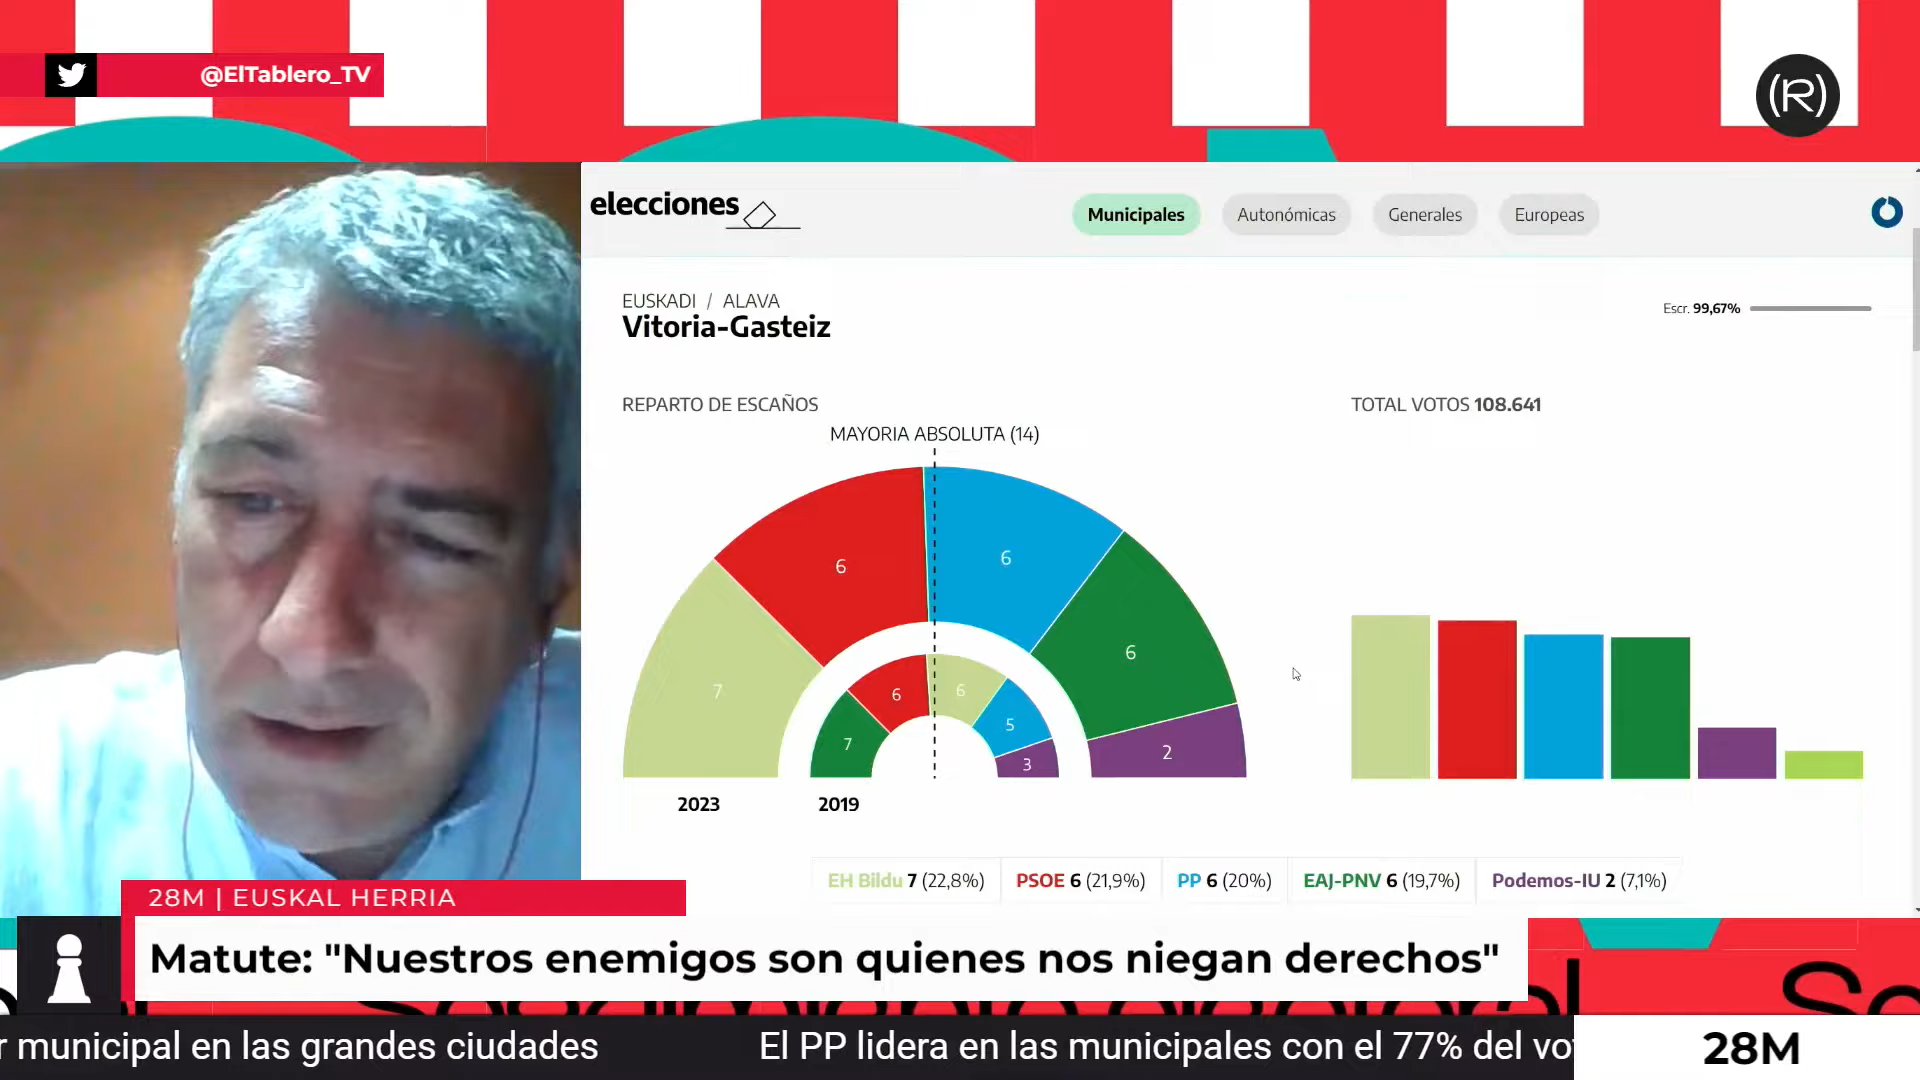 @ElTablero_TV
(R)
elecciones
Municipales
Autonómicas
Generales
Europeas
EUSKADI / ALAVA
Vitoria-Gasteiz
Escr. 99,67%
REPARTO DE ESCAÑOS
TOTAL VOTOS 108.641
MAYORIA ABSOLUTA (14)
6
6
6
7
2
6
6
5
7
3
2023
2019
EH Bildu 7 (22,8%)
PSOE 6 (21,9%)
PP 6 (20%)
EAJ-PNV 6 (19,7%)
Podemos-IU 2 (7,1%)
28M | EUSKAL HERRIA
Matute: "Nuestros enemigos son quienes nos niegan derechos"
r municipal en las grandes ciudades
El PP lidera en las municipales con el 77% del vo
28M